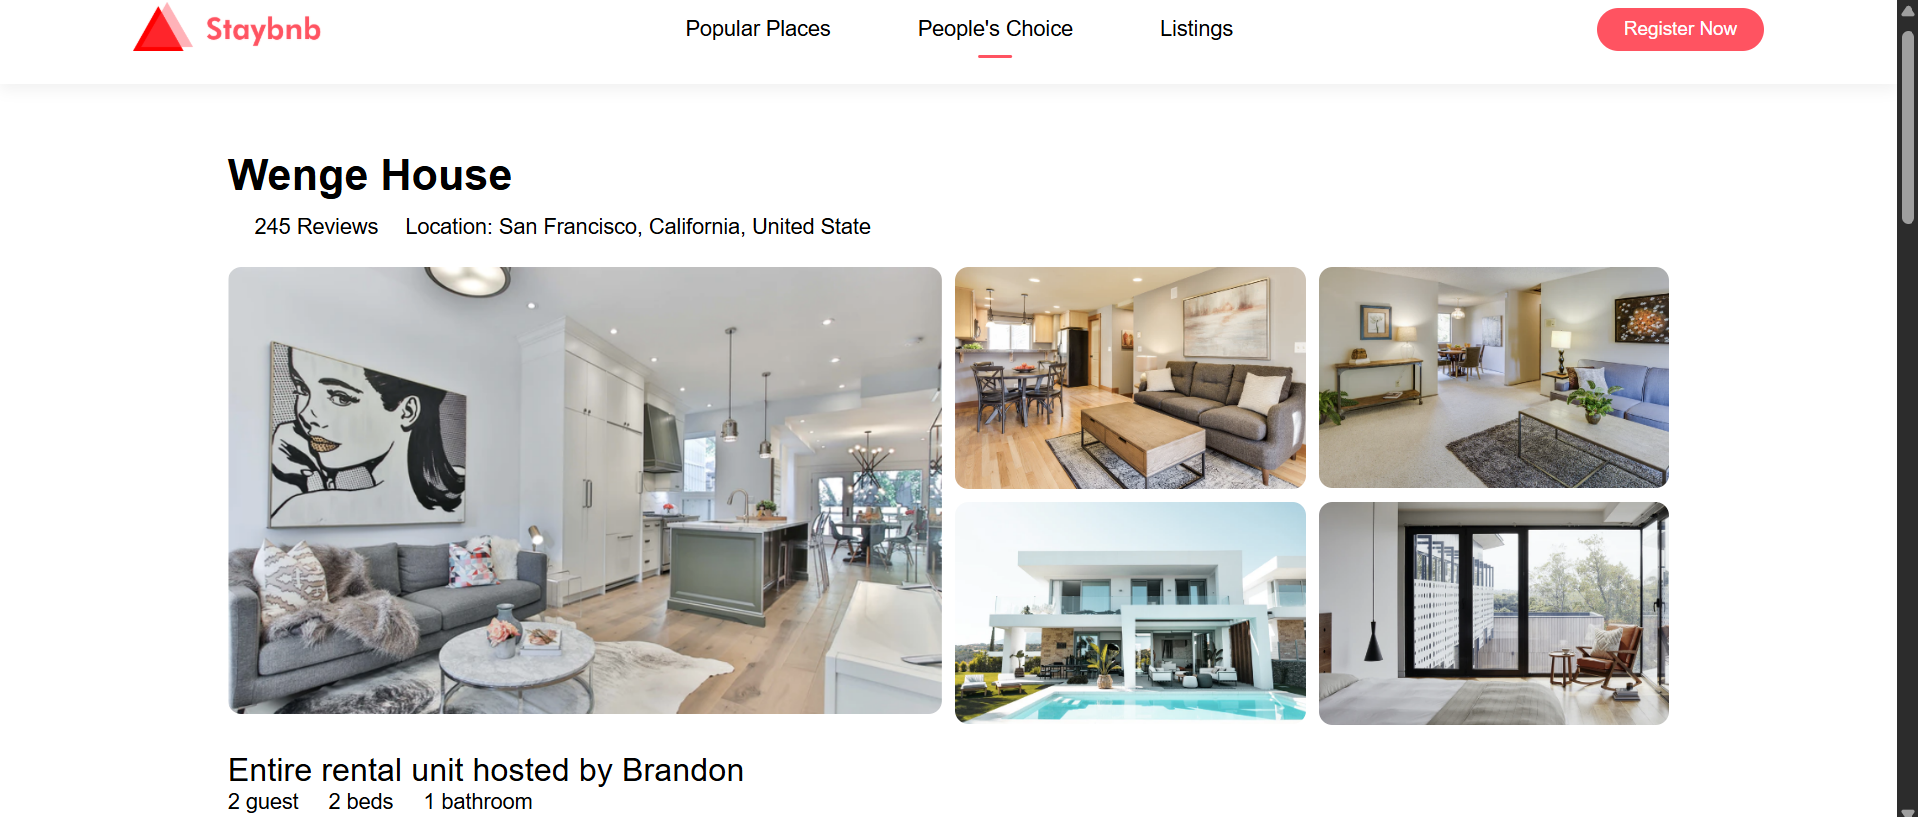 Staybnb
Popular Places
People's Choice
Listings
Register Now
Wenge House
245 Reviews
Location: San Francisco, California, United State
Entire rental unit hosted by Brandon
2 guest
2 beds
1 bathroom